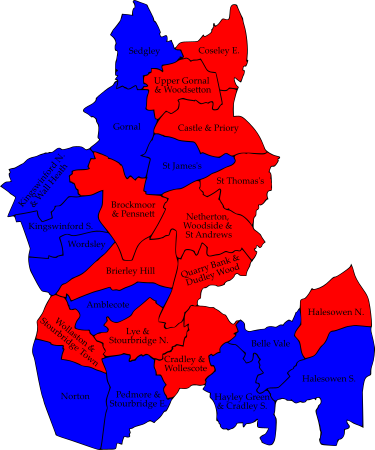 Sedgley
Coseley E.
Upper Gornal
& Woodsetton
Gornal
Castle & Priory
St James's
Kingswinford N.
& Wall Heath
St Thomas's
Brockmoor
& Pensnett
Netherton,
Woodside &
St Andrews
Kingswinford S.
Wordsley
Brierley Hill
Quarry Bank &
Dudley Wood
Amblecote
Halesowen N.
Wollaston &
Stourbridge Town
Lye &
Stourbridge N.
Belle Vale
Cradley &
Wollescote
Halesowen S.
Norton
Pedmore &
Stourbridge E.
Hayley Green
& Cradley S.